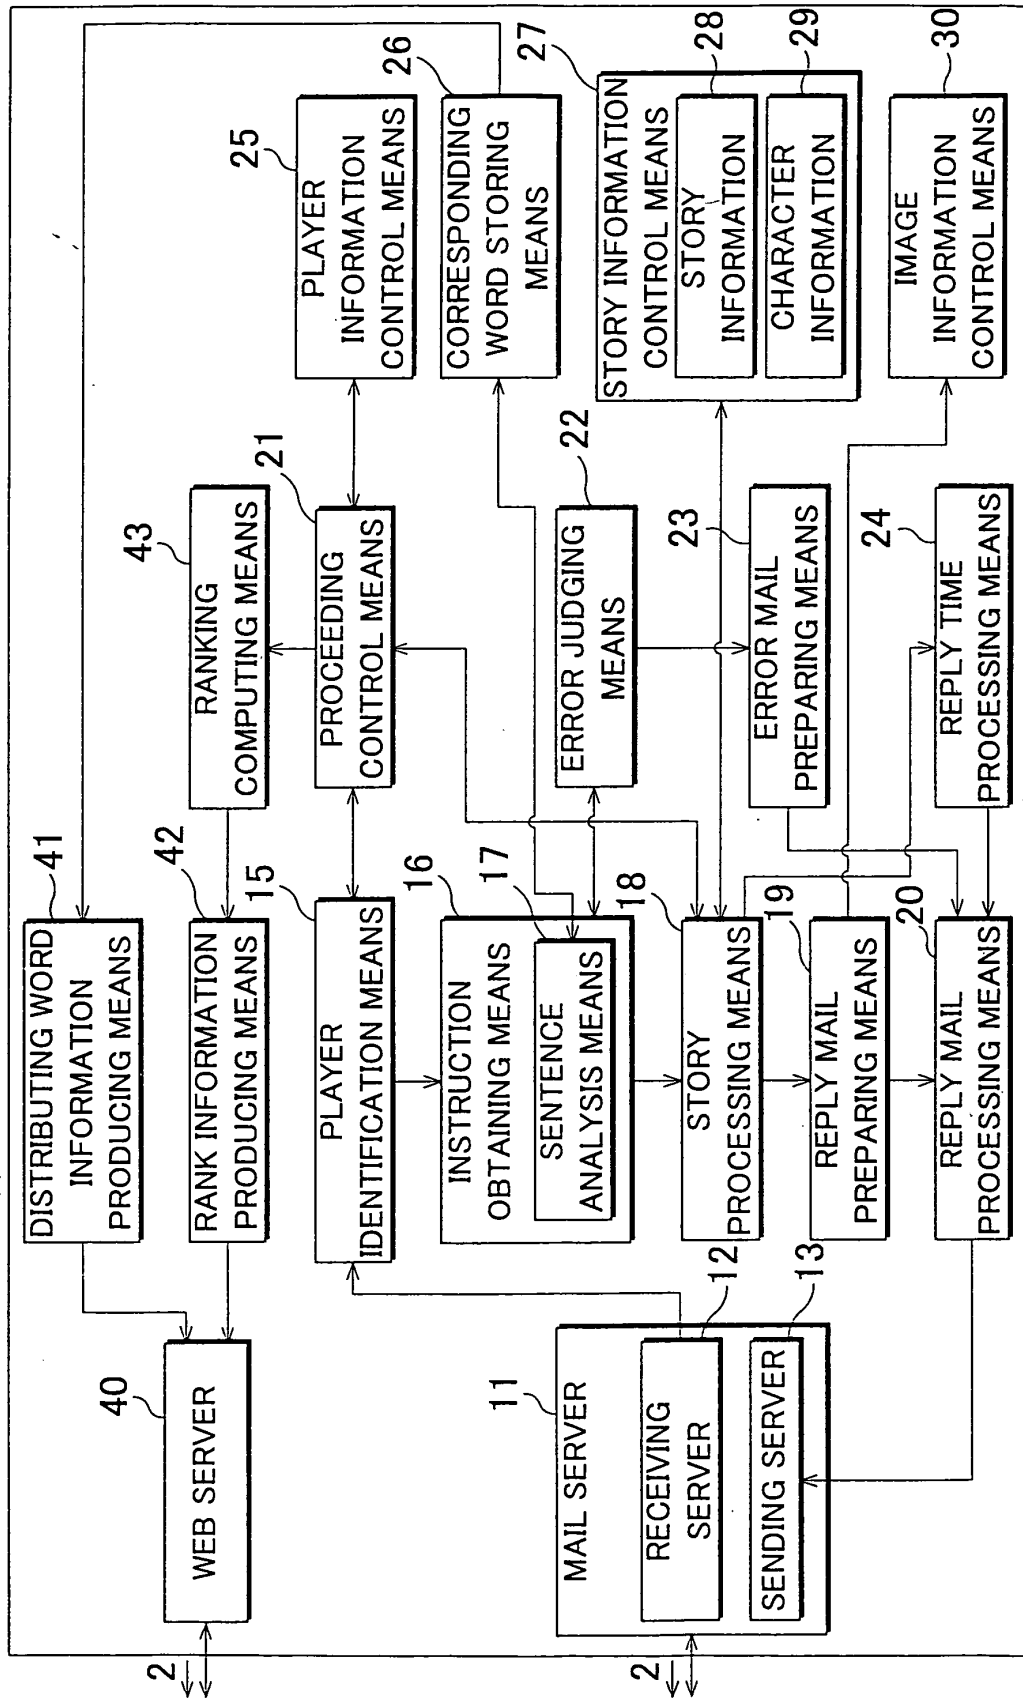 2
40
WEB SERVER
41
DISTRIBUTING WORD
INFORMATION
PRODUCING MEANS
42
RANK INFORMATION
PRODUCING MEANS
43
RANKING
COMPUTING MEANS
15
PLAYER
IDENTIFICATION MEANS
21
PROCEEDING
CONTROL MEANS
25
PLAYER
INFORMATION
CONTROL MEANS
16
INSTRUCTION
OBTAINING MEANS
17
SENTENCE
ANALYSIS MEANS
26
CORRESPONDING
WORD STORING
MEANS
22
ERROR JUDGING
MEANS
2
11
MAIL SERVER
12
RECEIVING
SERVER
13
SENDING SERVER
18
STORY
PROCESSING MEANS
27
STORY INFORMATION
CONTROL MEANS
28
STORY
INFORMATION
29
CHARACTER
INFORMATION
23
ERROR MAIL
PREPARING MEANS
19
REPLY MAIL
PREPARING MEANS
30
IMAGE
INFORMATION
CONTROL MEANS
20
REPLY MAIL
PROCESSING MEANS
24
REPLY TIME
PROCESSING MEANS